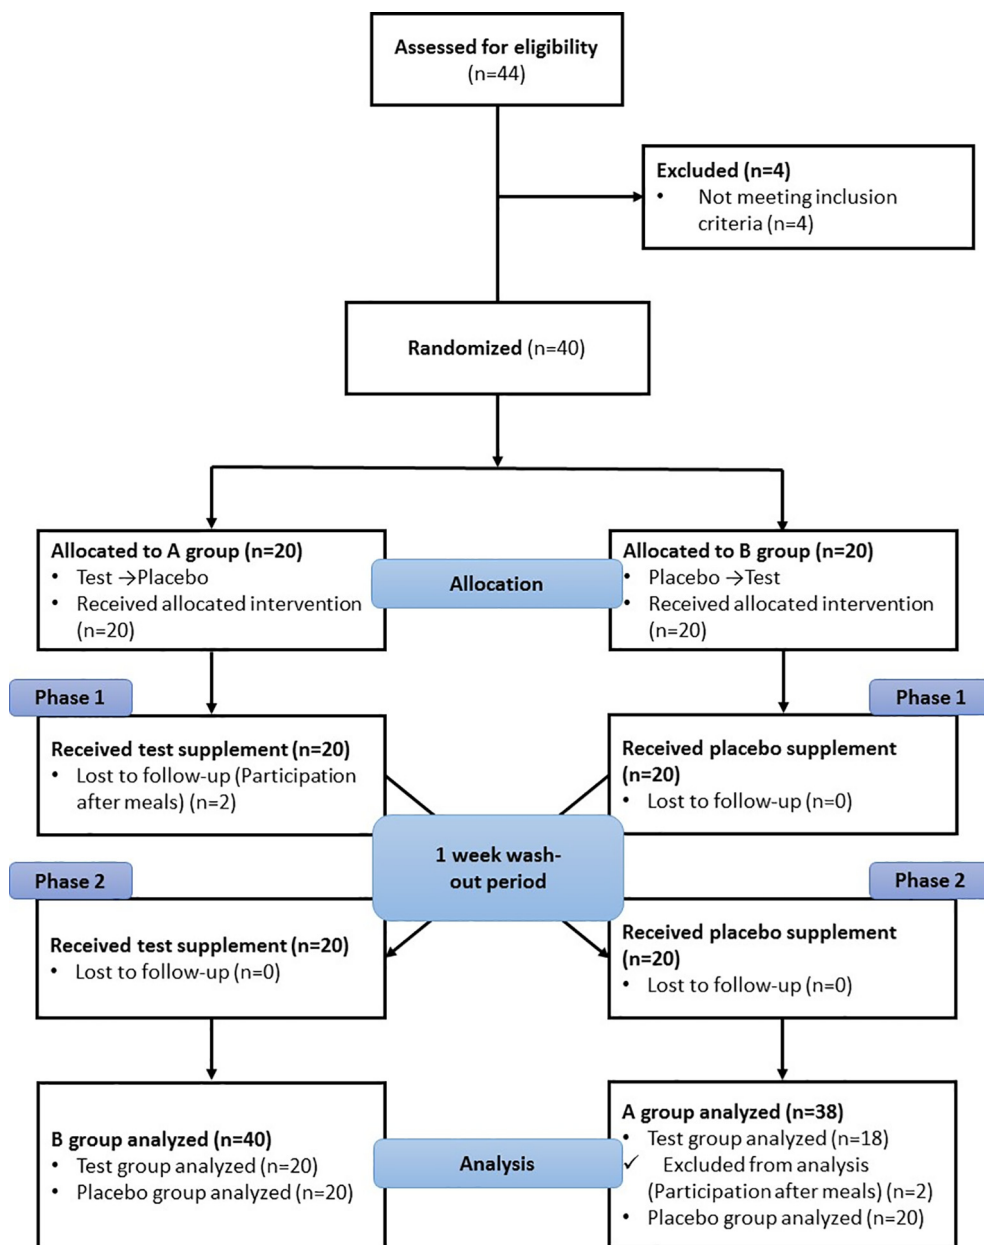 Assessed for eligibility
(n=44)
Excluded (n=4)
• Not meeting inclusion
criteria (n=4)
Randomized (n=40)
Allocated to A group (n=20)
• Test →Placebo
• Received allocated intervention
(n=20)
Allocation
Allocated to B group (n=20)
• Placebo →Test
• Received allocated intervention
(n=20)
Phase 1
Received test supplement (n=20)
• Lost to follow-up (Participation
after meals) (n=2)
Phase 1
Received placebo supplement
(n=20)
• Lost to follow-up (n=0)
1 week wash-
out period
Phase 2
Received test supplement (n=20)
• Lost to follow-up (n=0)
Phase 2
Received placebo supplement
(n=20)
• Lost to follow-up (n=0)
B group analyzed (n=40)
• Test group analyzed (n=20)
• Placebo group analyzed (n=20)
Analysis
A group analyzed (n=38)
• Test group analyzed (n=18)
✓ Excluded from analysis
(Participation after meals) (n=2)
• Placebo group analyzed (n=20)